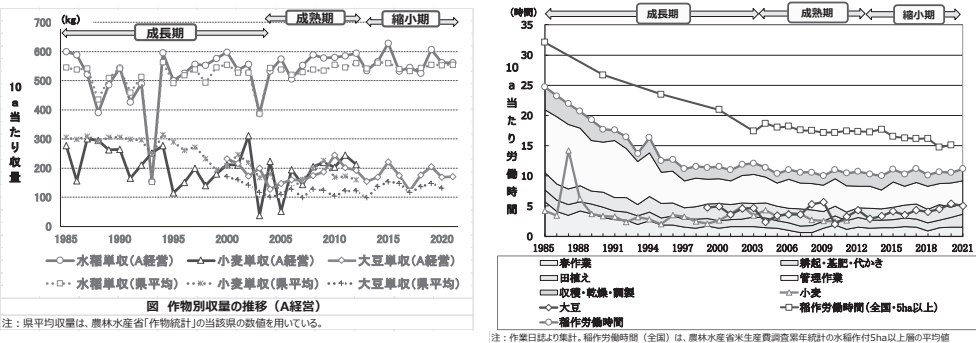 (kg)
成長期
成熟期
縮小期
700
600
500
400
300
200
100
0
10a当たり収量
1985
1990
1995
2000
2005
2010
2015
2020
水稲単収(A経営)
小麦単収(A経営)
大豆単収(A経営)
水稲単収(県平均)
小麦単収(県平均)
大豆単収(県平均)
図 作物別収量の推移（A経営）
注：県平均収量は、農林水産省「作物統計」の当該県の数値を用いている。
(時間)
成長期
成熟期
縮小期
35
30
25
20
15
10
5
0
10a当たり労働時間
1985
1988
1991
1994
1997
2000
2003
2006
2009
2012
2015
2018
2021
春作業
耕起・基肥・代かき
田植え
管理作業
収穫・乾燥・調製
小麦
大豆
稲作労働時間(全国・5ha以上)
稲作労働時間
注：作業日誌より集計。稲作労働時間（全国）は、農林水産省米生産費調査累年統計の水稲作付5ha以上層の平均値